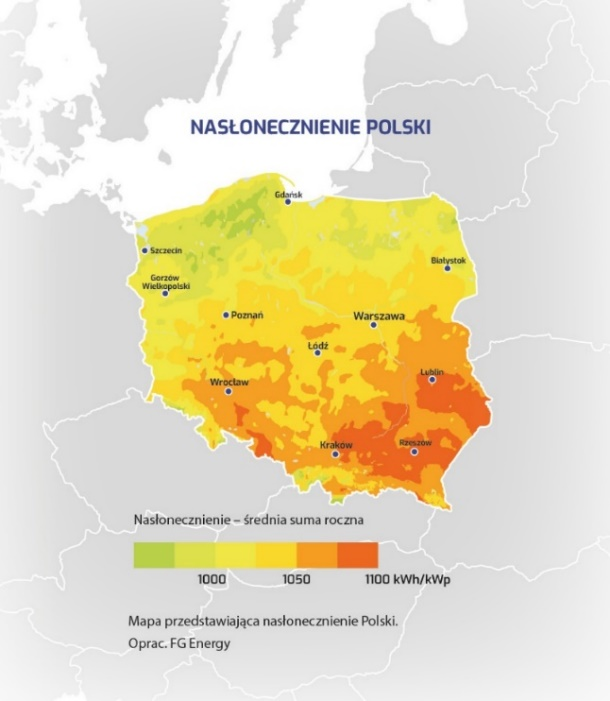 NASŁONECZNIENIE POLSKI
Gdańsk
Szczecin
Gorzów
Wielkopolski
Białystok
Poznań
Warszawa
Łódź
Lublin
Wrocław
Kraków
Rzeszów
Nasłonecznienie – średnia suma roczna
1000 1050 1100 kWh/kWp
Mapa przedstawiająca nasłonecznienie Polski.
Oprac. FG Energy